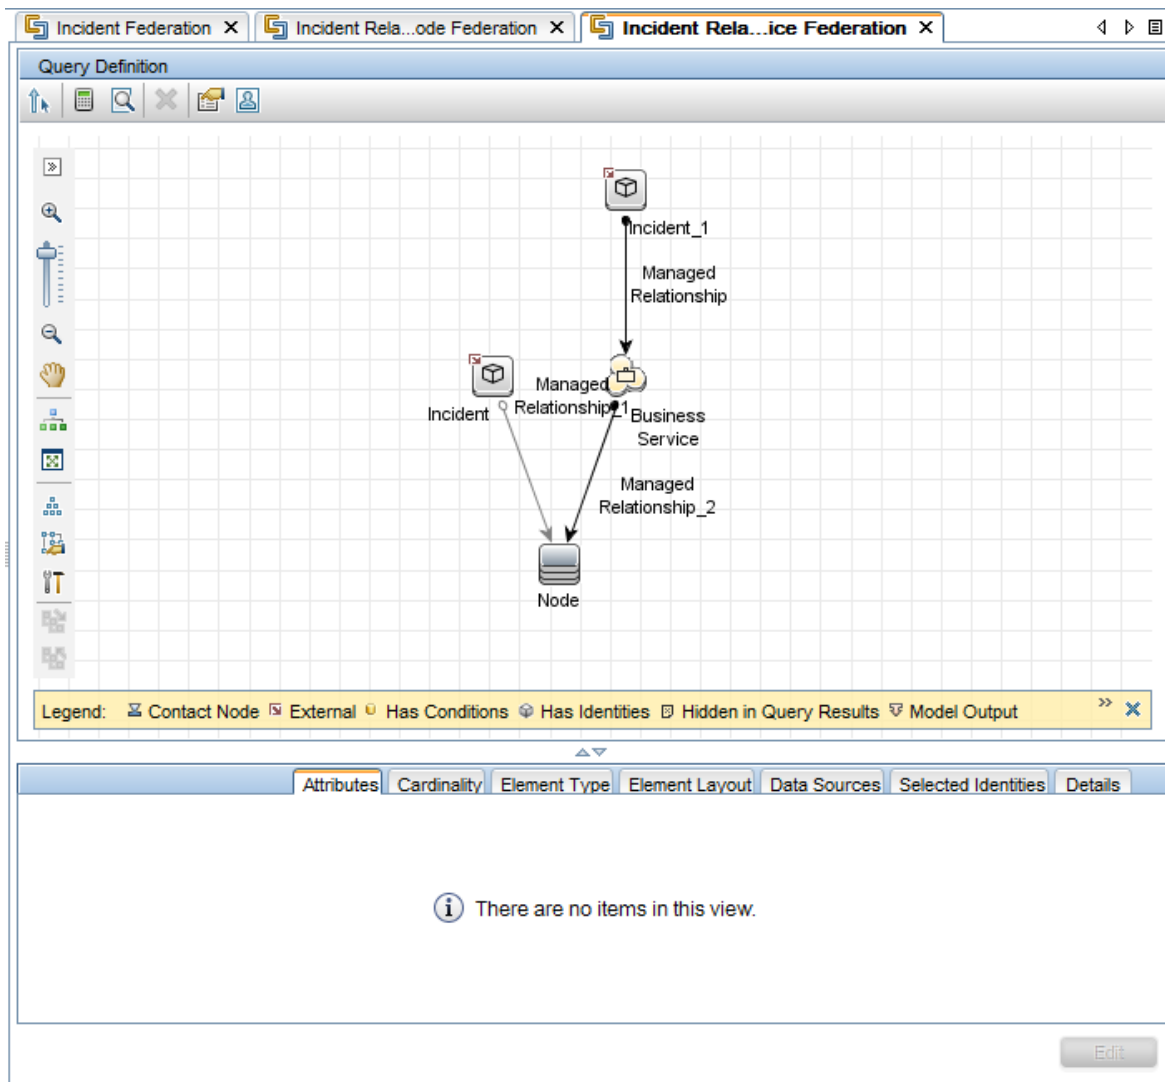 Incident Federation
Incident Rela...ode Federation
Incident Rela...ice Federation
Query Definition
Incident_1
Managed
Relationship
Incident
Managed
Relationship_1
Business
Service
Managed
Relationship_2
Node
Legend: Contact Node External Has Conditions Has Identities Hidden in Query Results Model Output
Attributes Cardinality Element Type Element Layout Data Sources Selected Identities Details
There are no items in this view.
Edit